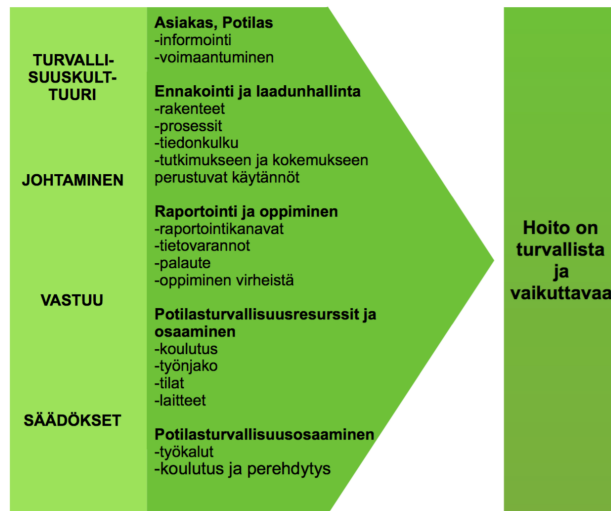 TURVALLI-
SUUSKULT-
TUURI
JOHTAMINEN
VASTUU
SÄÄDÖKSET
Asiakas, Potilas
-informointi
-voimaantuminen
Ennakointi ja laadunhallinta
-rakenteet
-prosessit
-tiedonkulku
-tutkimukseen ja kokemukseen
perustuvat käytännöt
Raportointi ja oppiminen
-raportointikanavat
-tietovarannot
-palaute
-oppiminen virheistä
Potilasturvallisuusresurssit ja
osaaminen
-koulutus
-työnjako
-tilat
-laitteet
Potilasturvallisuusosaaminen
-työkalut
-koulutus ja perehdytys
Hoito on
turvallista
ja
vaikuttavaa